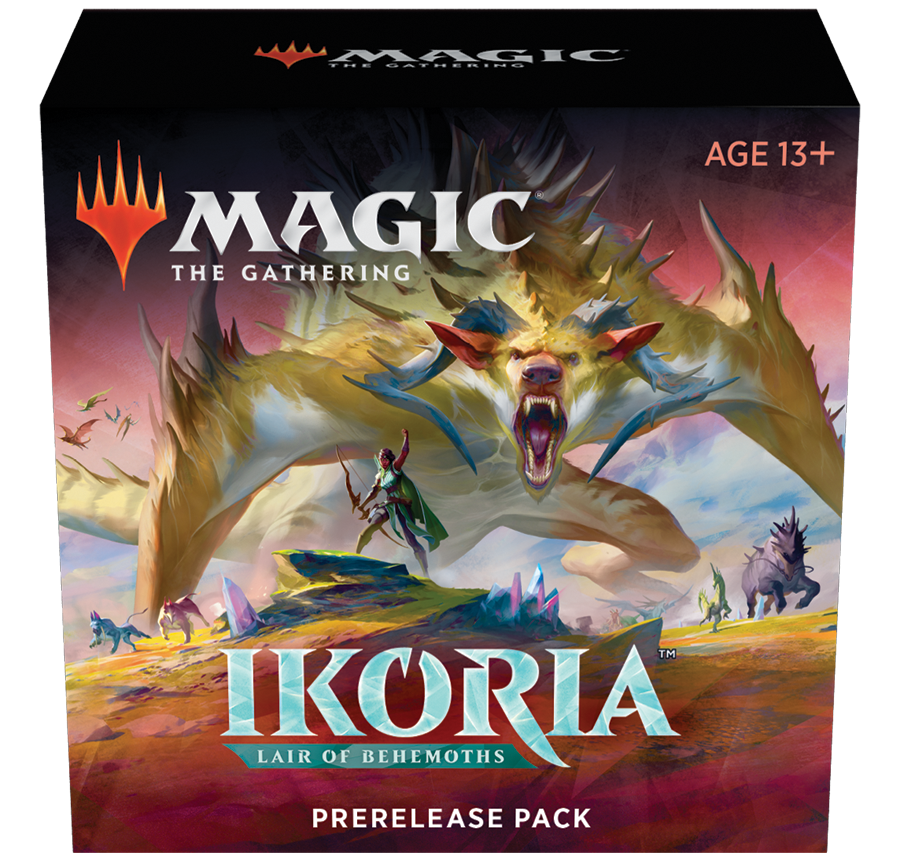 MAGIC
THE GATHERING
AGE 13+
MAGIC®
THE GATHERING
IKORIA™
LAIR OF BEHEMOTHS
PRERELEASE PACK